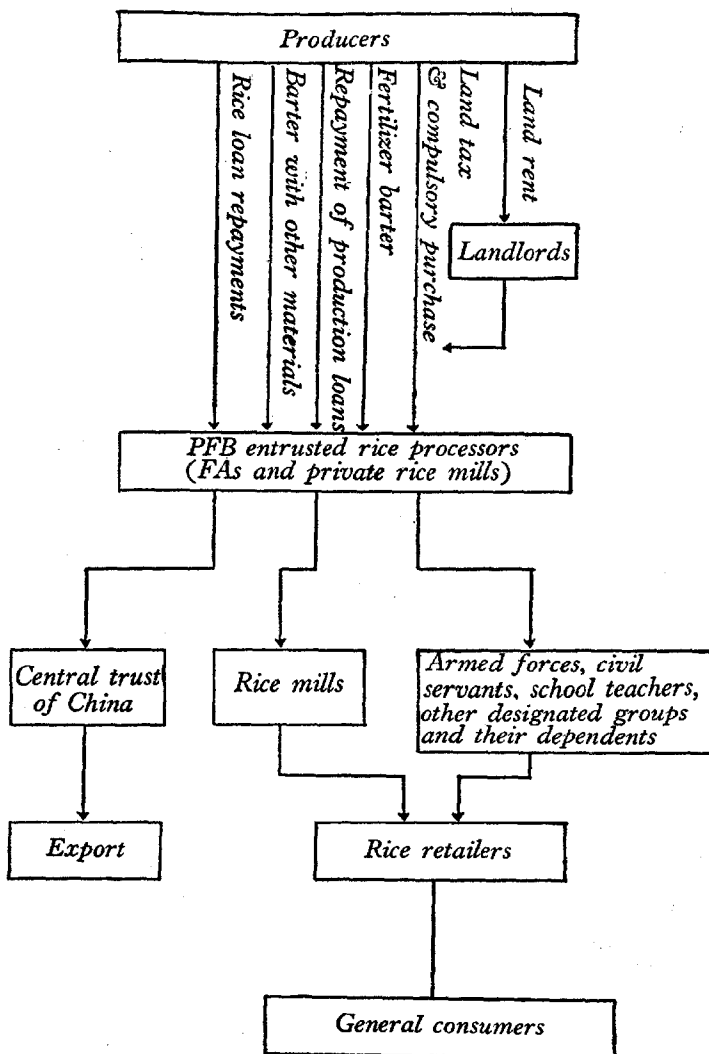 Producers
Rice loan repayments
Barter with other materials
Repayment of production loans
Fertilizer barter
Land tax
& compulsory purchase
Land rent
Landlords
PFB entrusted rice processors
(FAs and private rice mills)
Central trust
of China
Rice mills
Armed forces, civil
servants, school teachers,
other designated groups
and their dependents
Export
Rice retailers
General consumers